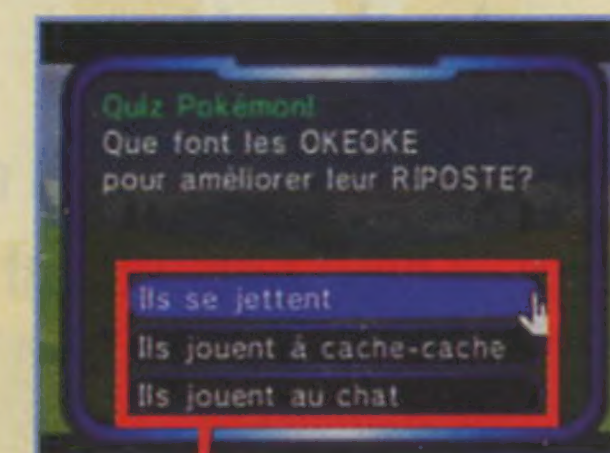 Quiz Pokémon!
Que font les OKEOKE
pour améliorer leur RIPOSTE?
Ils se jettent
Ils jouent à cache-cache
Ils jouent au chat